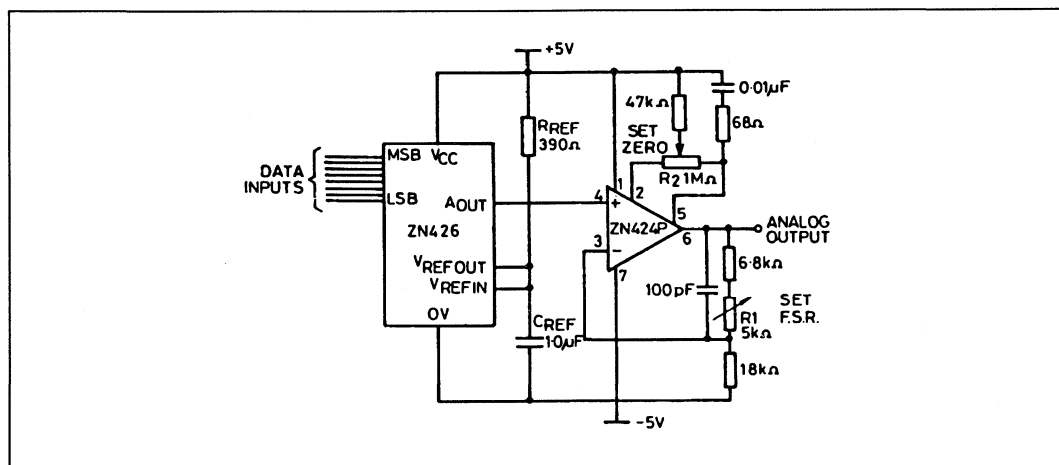 +5V
0·01µF
47kΩ
68Ω
RREF
390Ω
SET
ZERO
R2 1MΩ
DATA
INPUTS
MSB
VCC
LSB
AOUT
ZN426
VREFOUT
VREFIN
0V
1
2
4
+
5
ZN424P
6
3
−
7
ANALOG
OUTPUT
6·8kΩ
100pF
SET
F.S.R.
R1
5kΩ
CREF
1·0µF
18kΩ
-5V